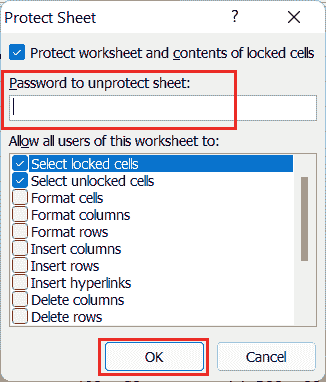 Protect Sheet ?
Protect worksheet and contents of locked cells
Password to unprotect sheet:
Allow all users of this worksheet to:
Select locked cells
Select unlocked cells
Format cells
Format columns
Format rows
Insert columns
Insert rows
Insert hyperlinks
Delete columns
Delete rows
OK Cancel